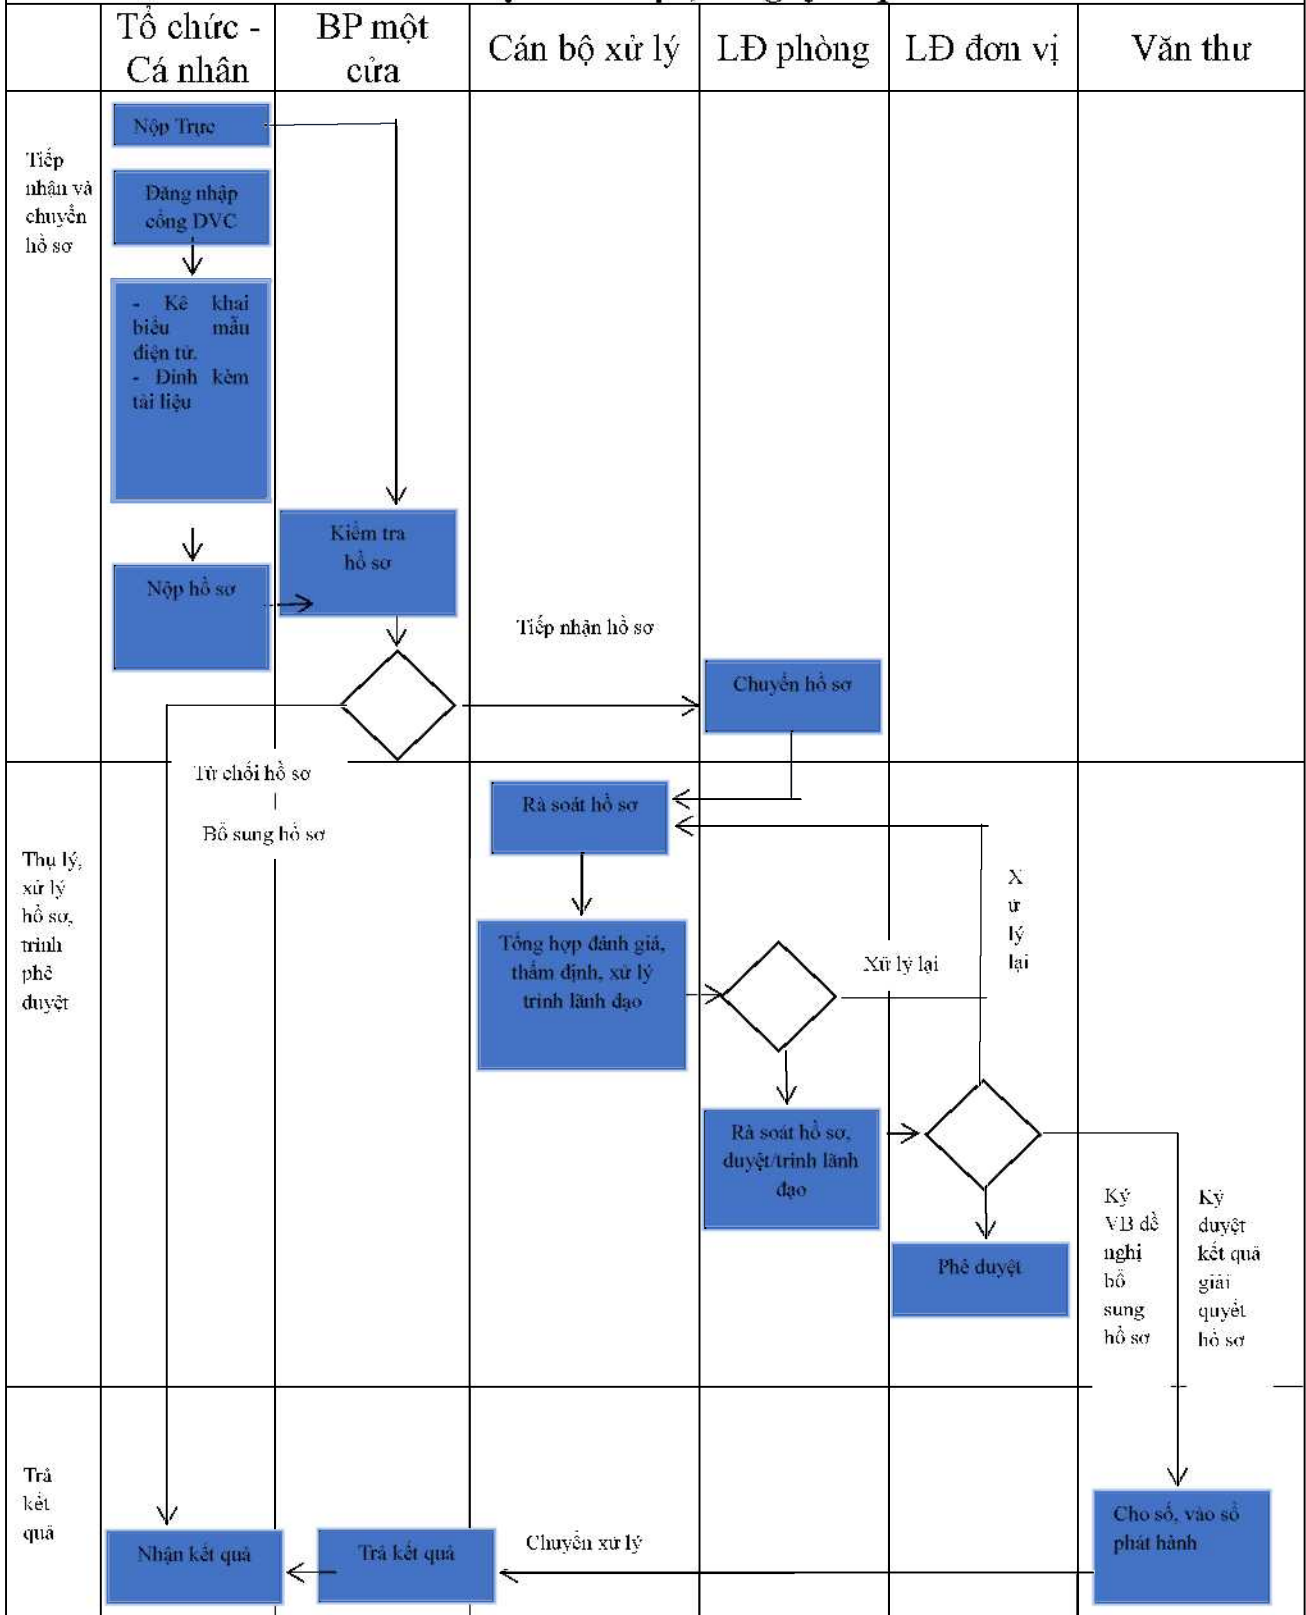 Tổ chức -
Cá nhân
BP một
cửa
Cán bộ xử lý
LĐ phòng
LĐ đơn vị
Văn thư
Tiếp
nhận và
chuyển
hồ sơ
Nộp Trực
Đăng nhập
cổng DVC
- Kê khai
biểu mẫu
điện tử.
- Đính kèm
tài liệu
Nộp hồ sơ
Kiểm tra
hồ sơ
Tiếp nhận hồ sơ
Chuyển hồ sơ
Từ chối hồ sơ
Bổ sung hồ sơ
Thụ lý,
xử lý
hồ sơ,
trình
phê
duyệt
Rà soát hồ sơ
Tổng hợp đánh giá,
thẩm định, xử lý
trình lãnh đạo
Xử lý lại
X
ử
lý
lại
Rà soát hồ sơ,
duyệt/trình lãnh
đạo
Phê duyệt
Ký
VB đề
nghị
bổ
sung
hồ sơ
Ký
duyệt
kết quả
giải
quyết
hồ sơ
Trả
kết
quả
Nhận kết quả
Trả kết quả
Chuyển xử lý
Cho số, vào sổ
phát hành